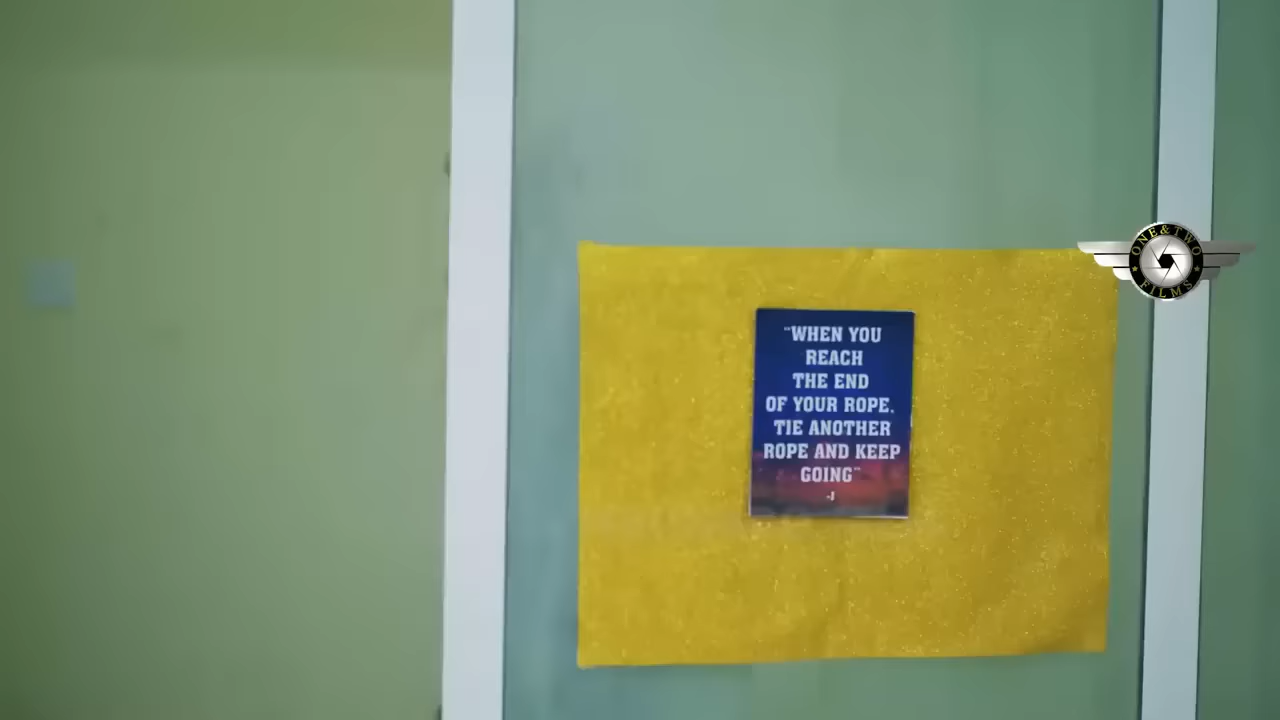 "WHEN YOU
REACH
THE END
OF YOUR ROPE,
TIE ANOTHER
ROPE AND KEEP
GOING"
-J
ONE & TWO
FILMS